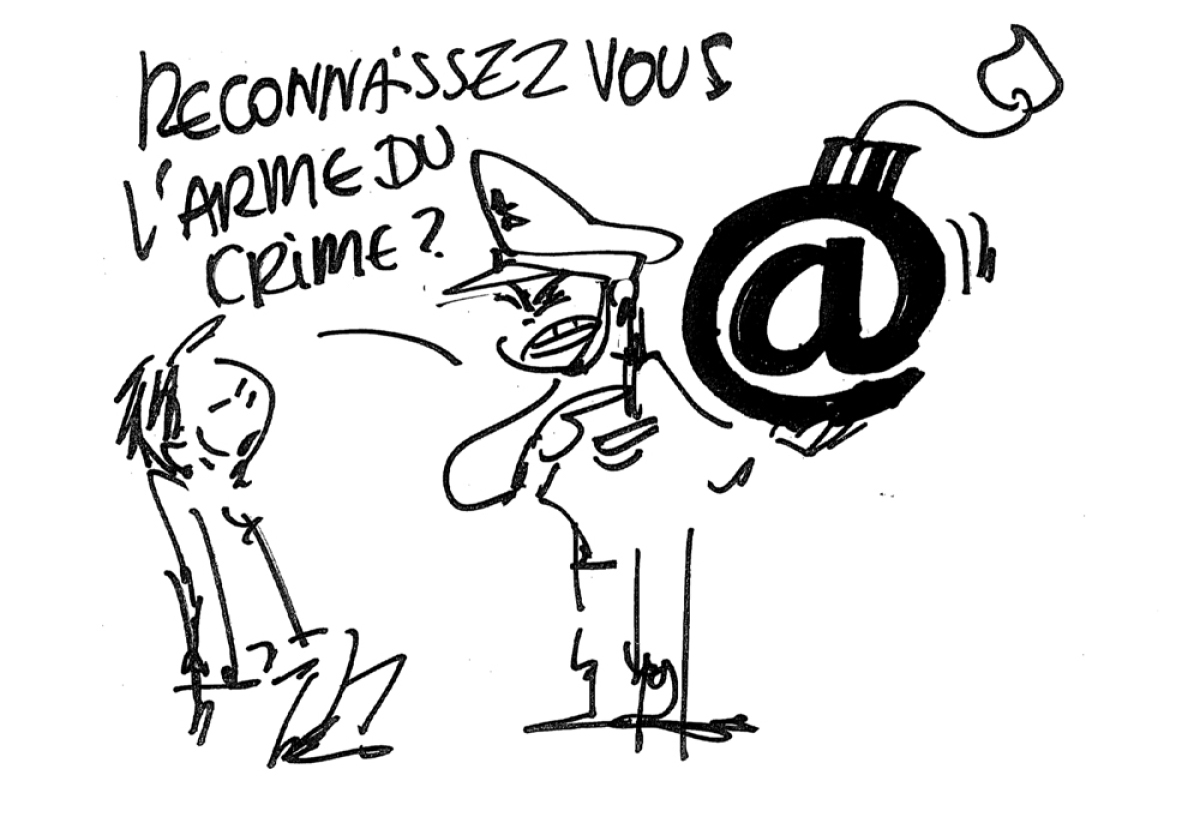 RECONNAISSEZ VOUS
L'ARME DU
CRIME?
@